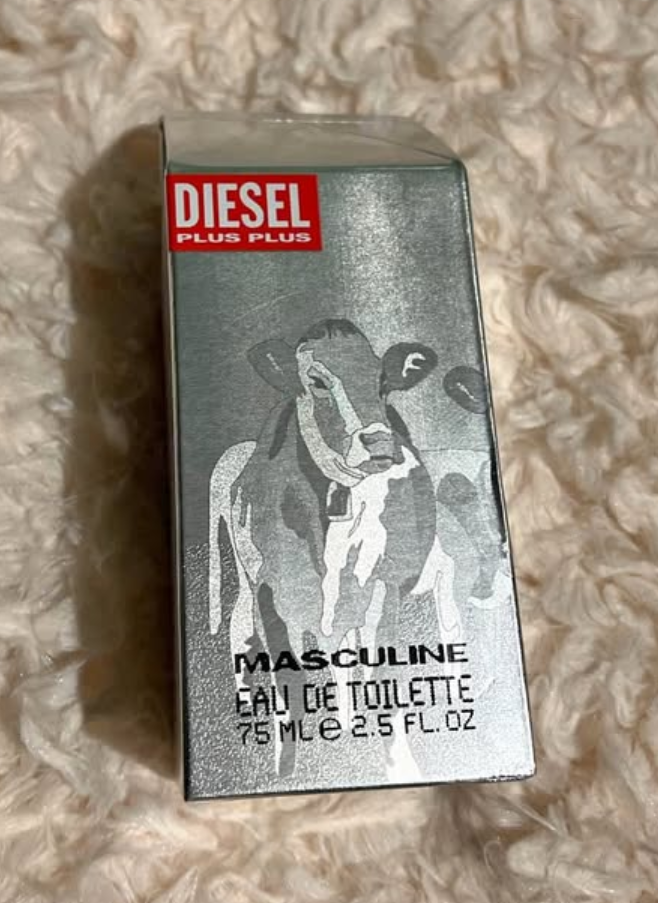 DIESEL
PLUS PLUS
MASCULINE
EAU DE TOILETTE
75 ML e 2.5 FL. OZ